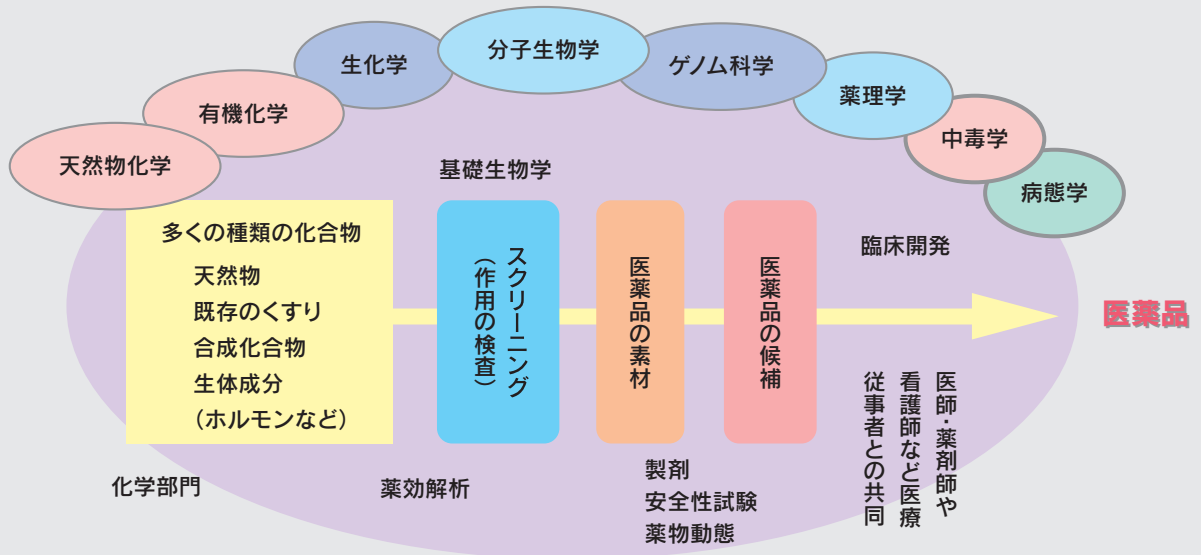 天然物化学
有機化学
生化学
分子生物学
ゲノム科学
薬理学
中毒学
病態学
基礎生物学
多くの種類の化合物
天然物
既存のくすり
合成化合物
生体成分
（ホルモンなど）
スクリーニング
（作用の検査）
医薬品の素材
医薬品の候補
臨床開発
医薬品
化学部門
薬効解析
製剤
安全性試験
薬物動態
医師・薬剤師や
看護師など医療
従事者との共同